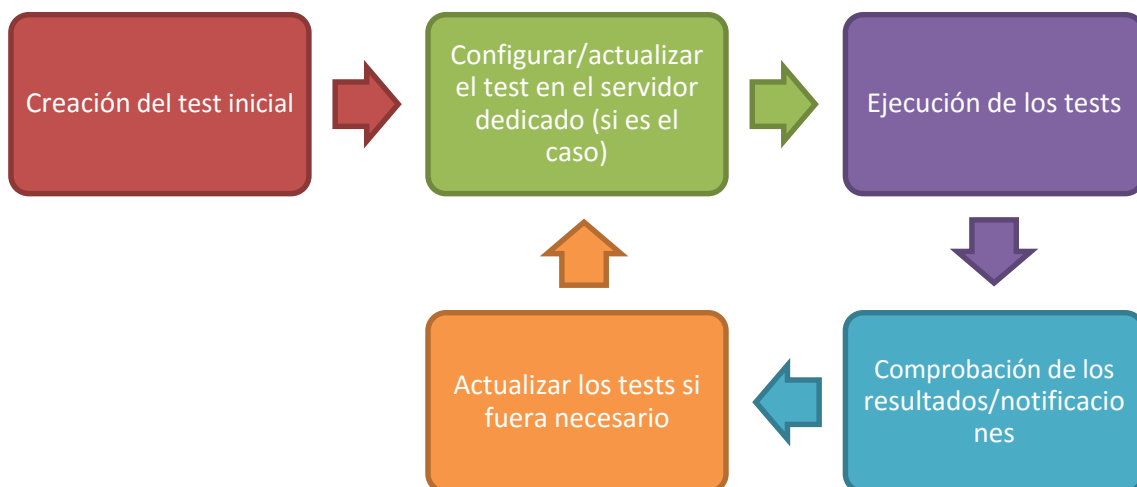 Creación del test inicial
Configurar/actualizar
el test en el servidor
dedicado (si es el
caso)
Ejecución de los tests
Comprobación de los
resultados/notificacio
nes
Actualizar los tests si
fuera necesario